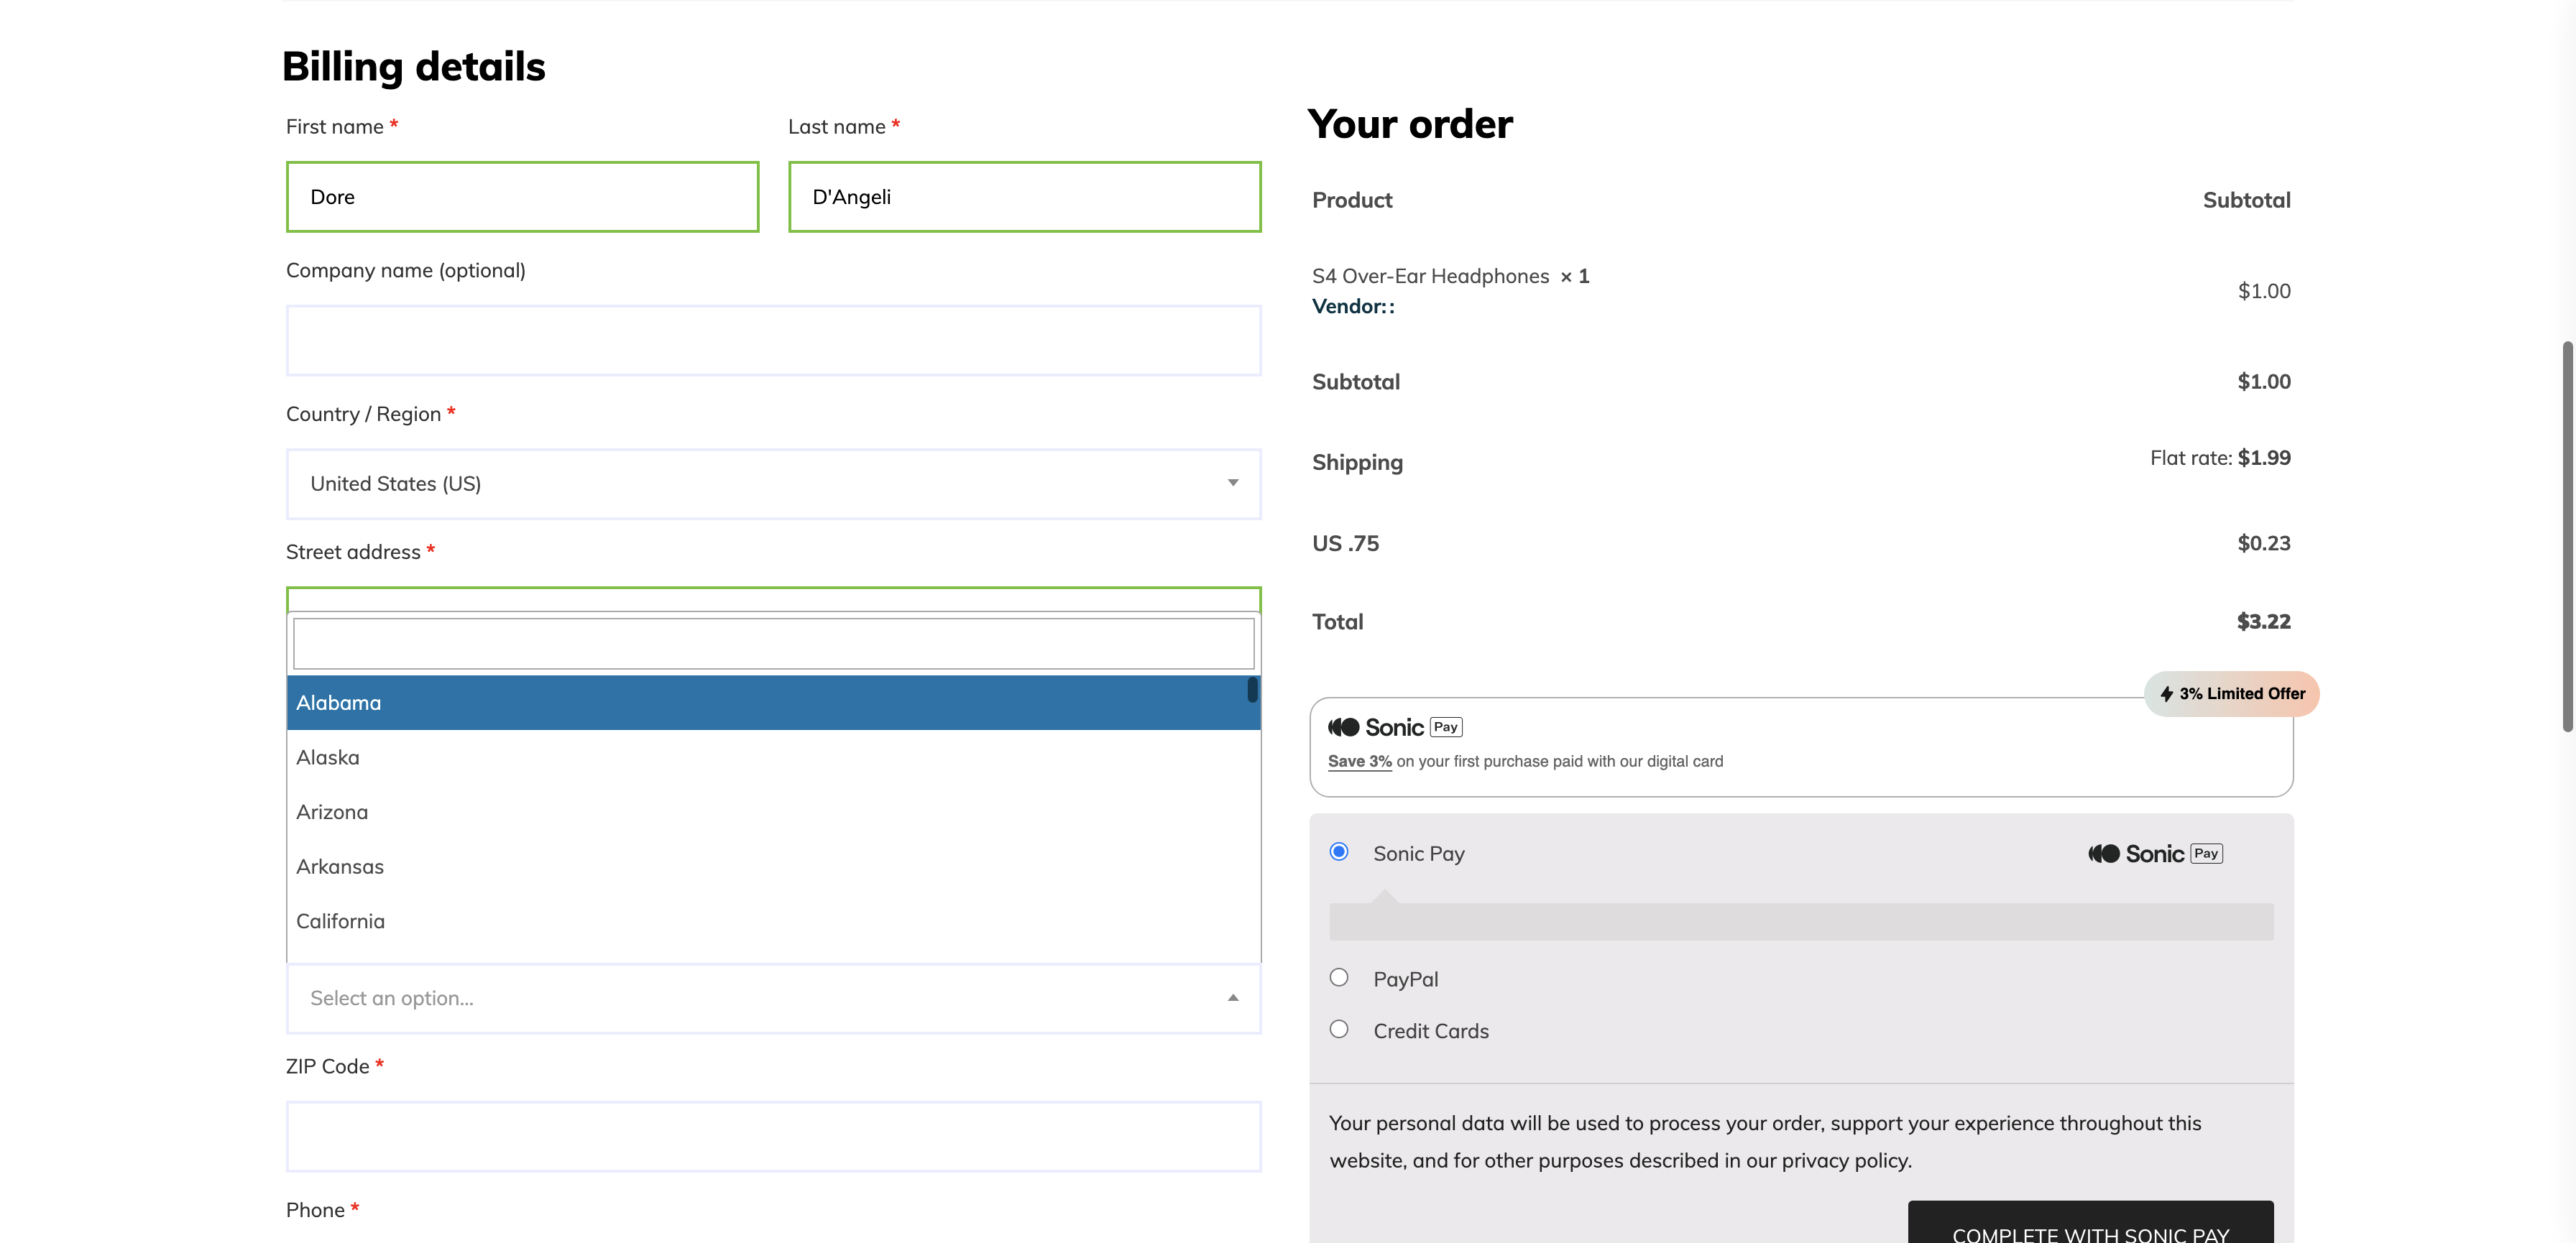 Billing details
First name *
Last name *
Dore
D'Angeli
Company name (optional)
Country / Region *
United States (US)
Street address *
Alabama
Alaska
Arizona
Arkansas
California
Select an option...
ZIP Code *
Phone *
Your order
Product Subtotal
S4 Over-Ear Headphones × 1
Vendor::
$1.00
Subtotal $1.00
Shipping Flat rate: $1.99
US .75 $0.23
Total $3.22
3% Limited Offer
Sonic Pay
Save 3% on your first purchase paid with our digital card
Sonic Pay Sonic Pay
PayPal
Credit Cards
Your personal data will be used to process your order, support your experience throughout this
website, and for other purposes described in our privacy policy.
COMPLETE WITH SONIC PAY